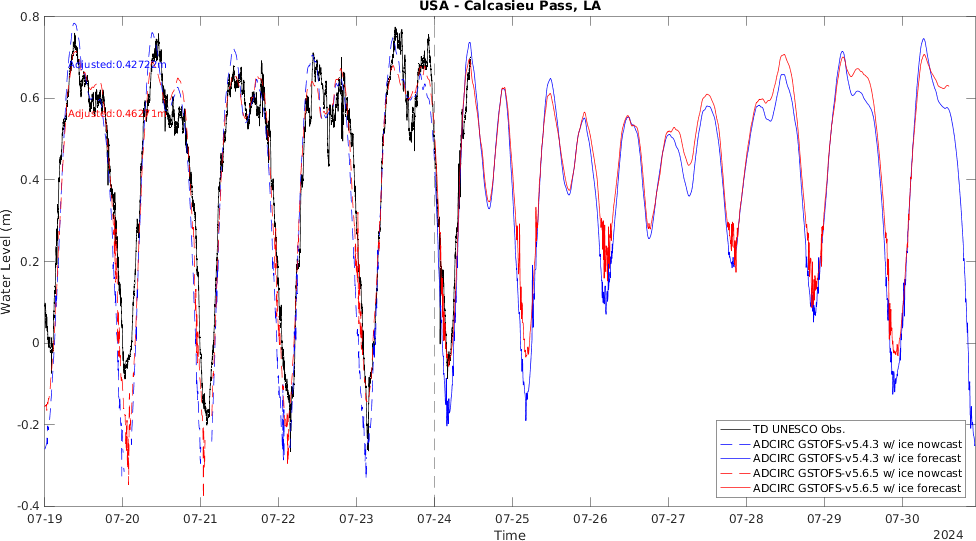 USA - Calcasieu Pass, LA
0.8
0.6
0.4
0.2
0
-0.2
-0.4
Water Level (m)
Adjusted:0.42722m
Adjusted:0.46271m
TD UNESCO Obs.
ADCIRC GSTOFS-v5.4.3 w/ ice nowcast
ADCIRC GSTOFS-v5.4.3 w/ ice forecast
ADCIRC GSTOFS-v5.6.5 w/ ice nowcast
ADCIRC GSTOFS-v5.6.5 w/ ice forecast
07-19 07-20 07-21 07-22 07-23 07-24 07-25 07-26 07-27 07-28 07-29 07-30
Time
2024